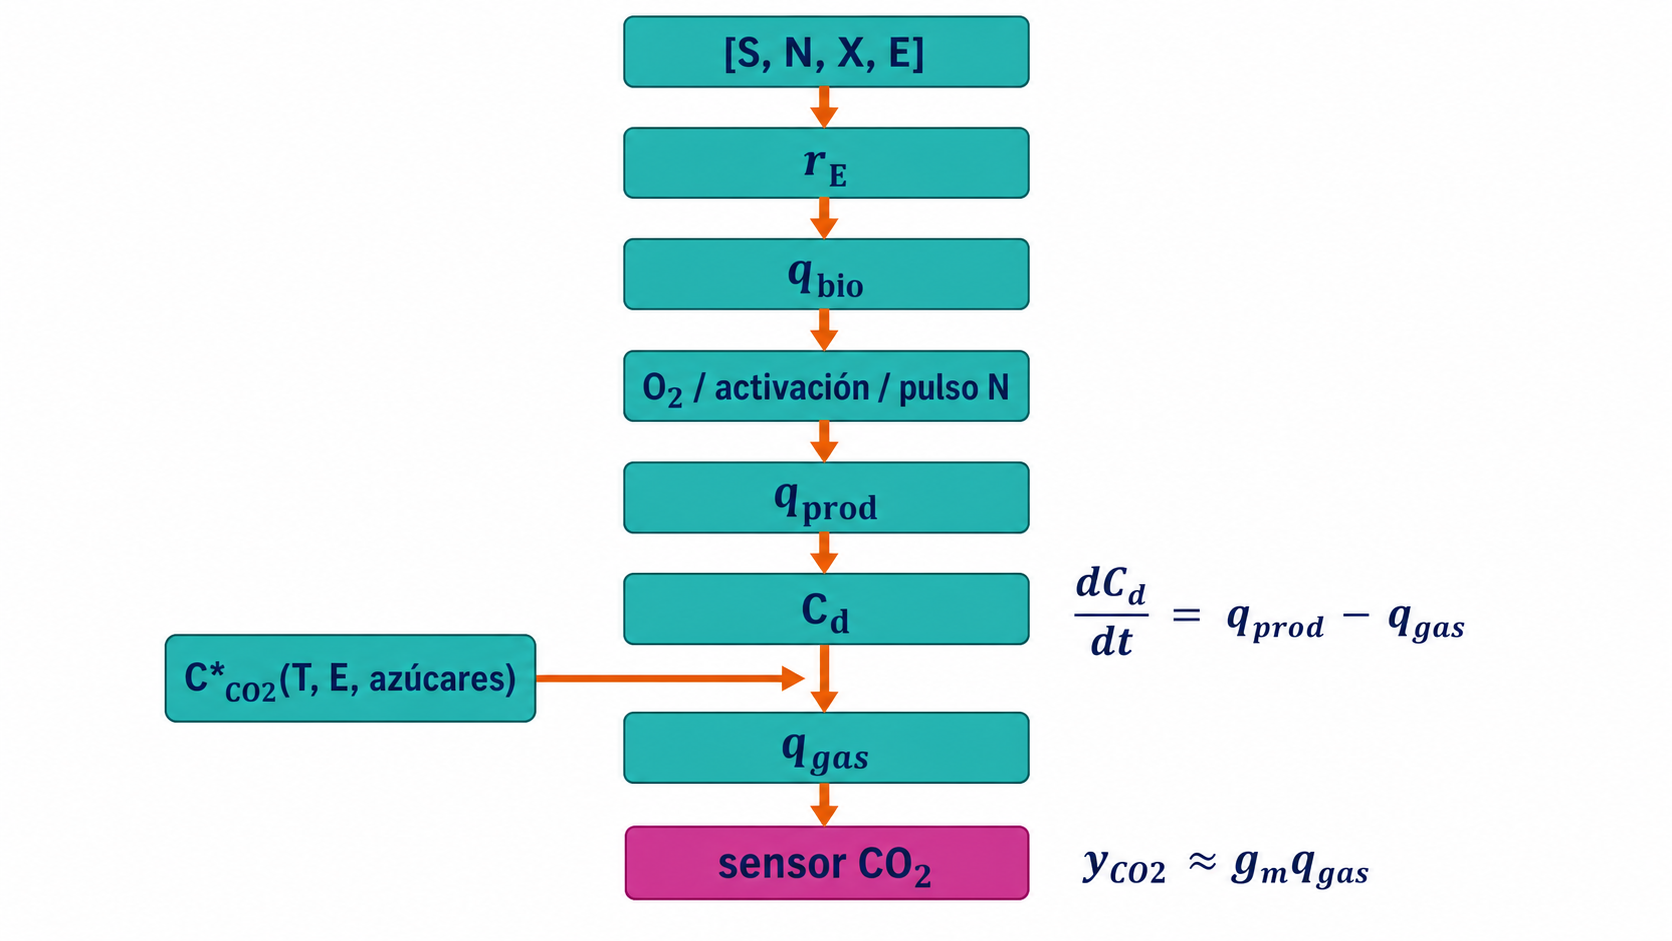 [S, N, X, E]
r_E
q_bio
O₂ / activación / pulso N
q_prod
C_d
dC_d/dt = q_prod − q_gas
C*_CO2(T, E, azúcares)
q_gas
sensor CO₂
y_CO2 ≈ g_m q_gas